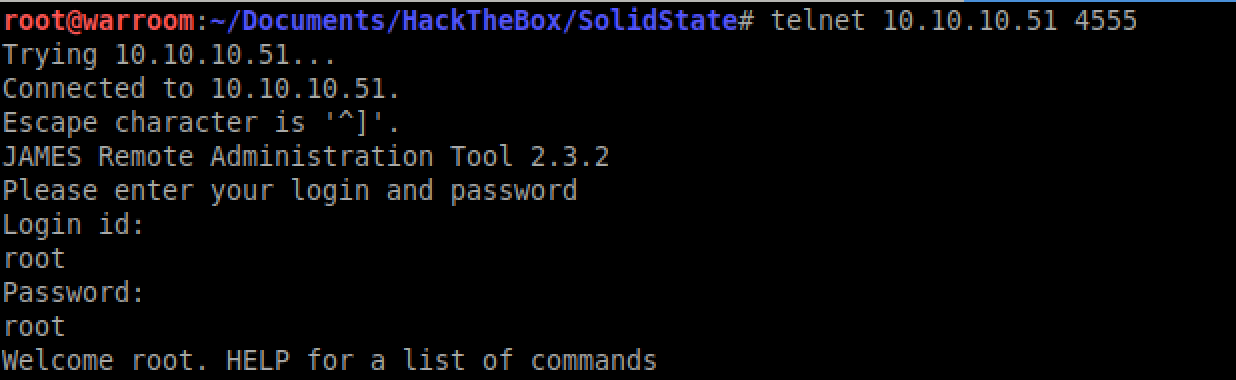 root@warroom:~/Documents/HackTheBox/SolidState# telnet 10.10.10.51 4555
Trying 10.10.10.51...
Connected to 10.10.10.51.
Escape character is '^]'.
JAMES Remote Administration Tool 2.3.2
Please enter your login and password
Login id:
root
Password:
root
Welcome root. HELP for a list of commands